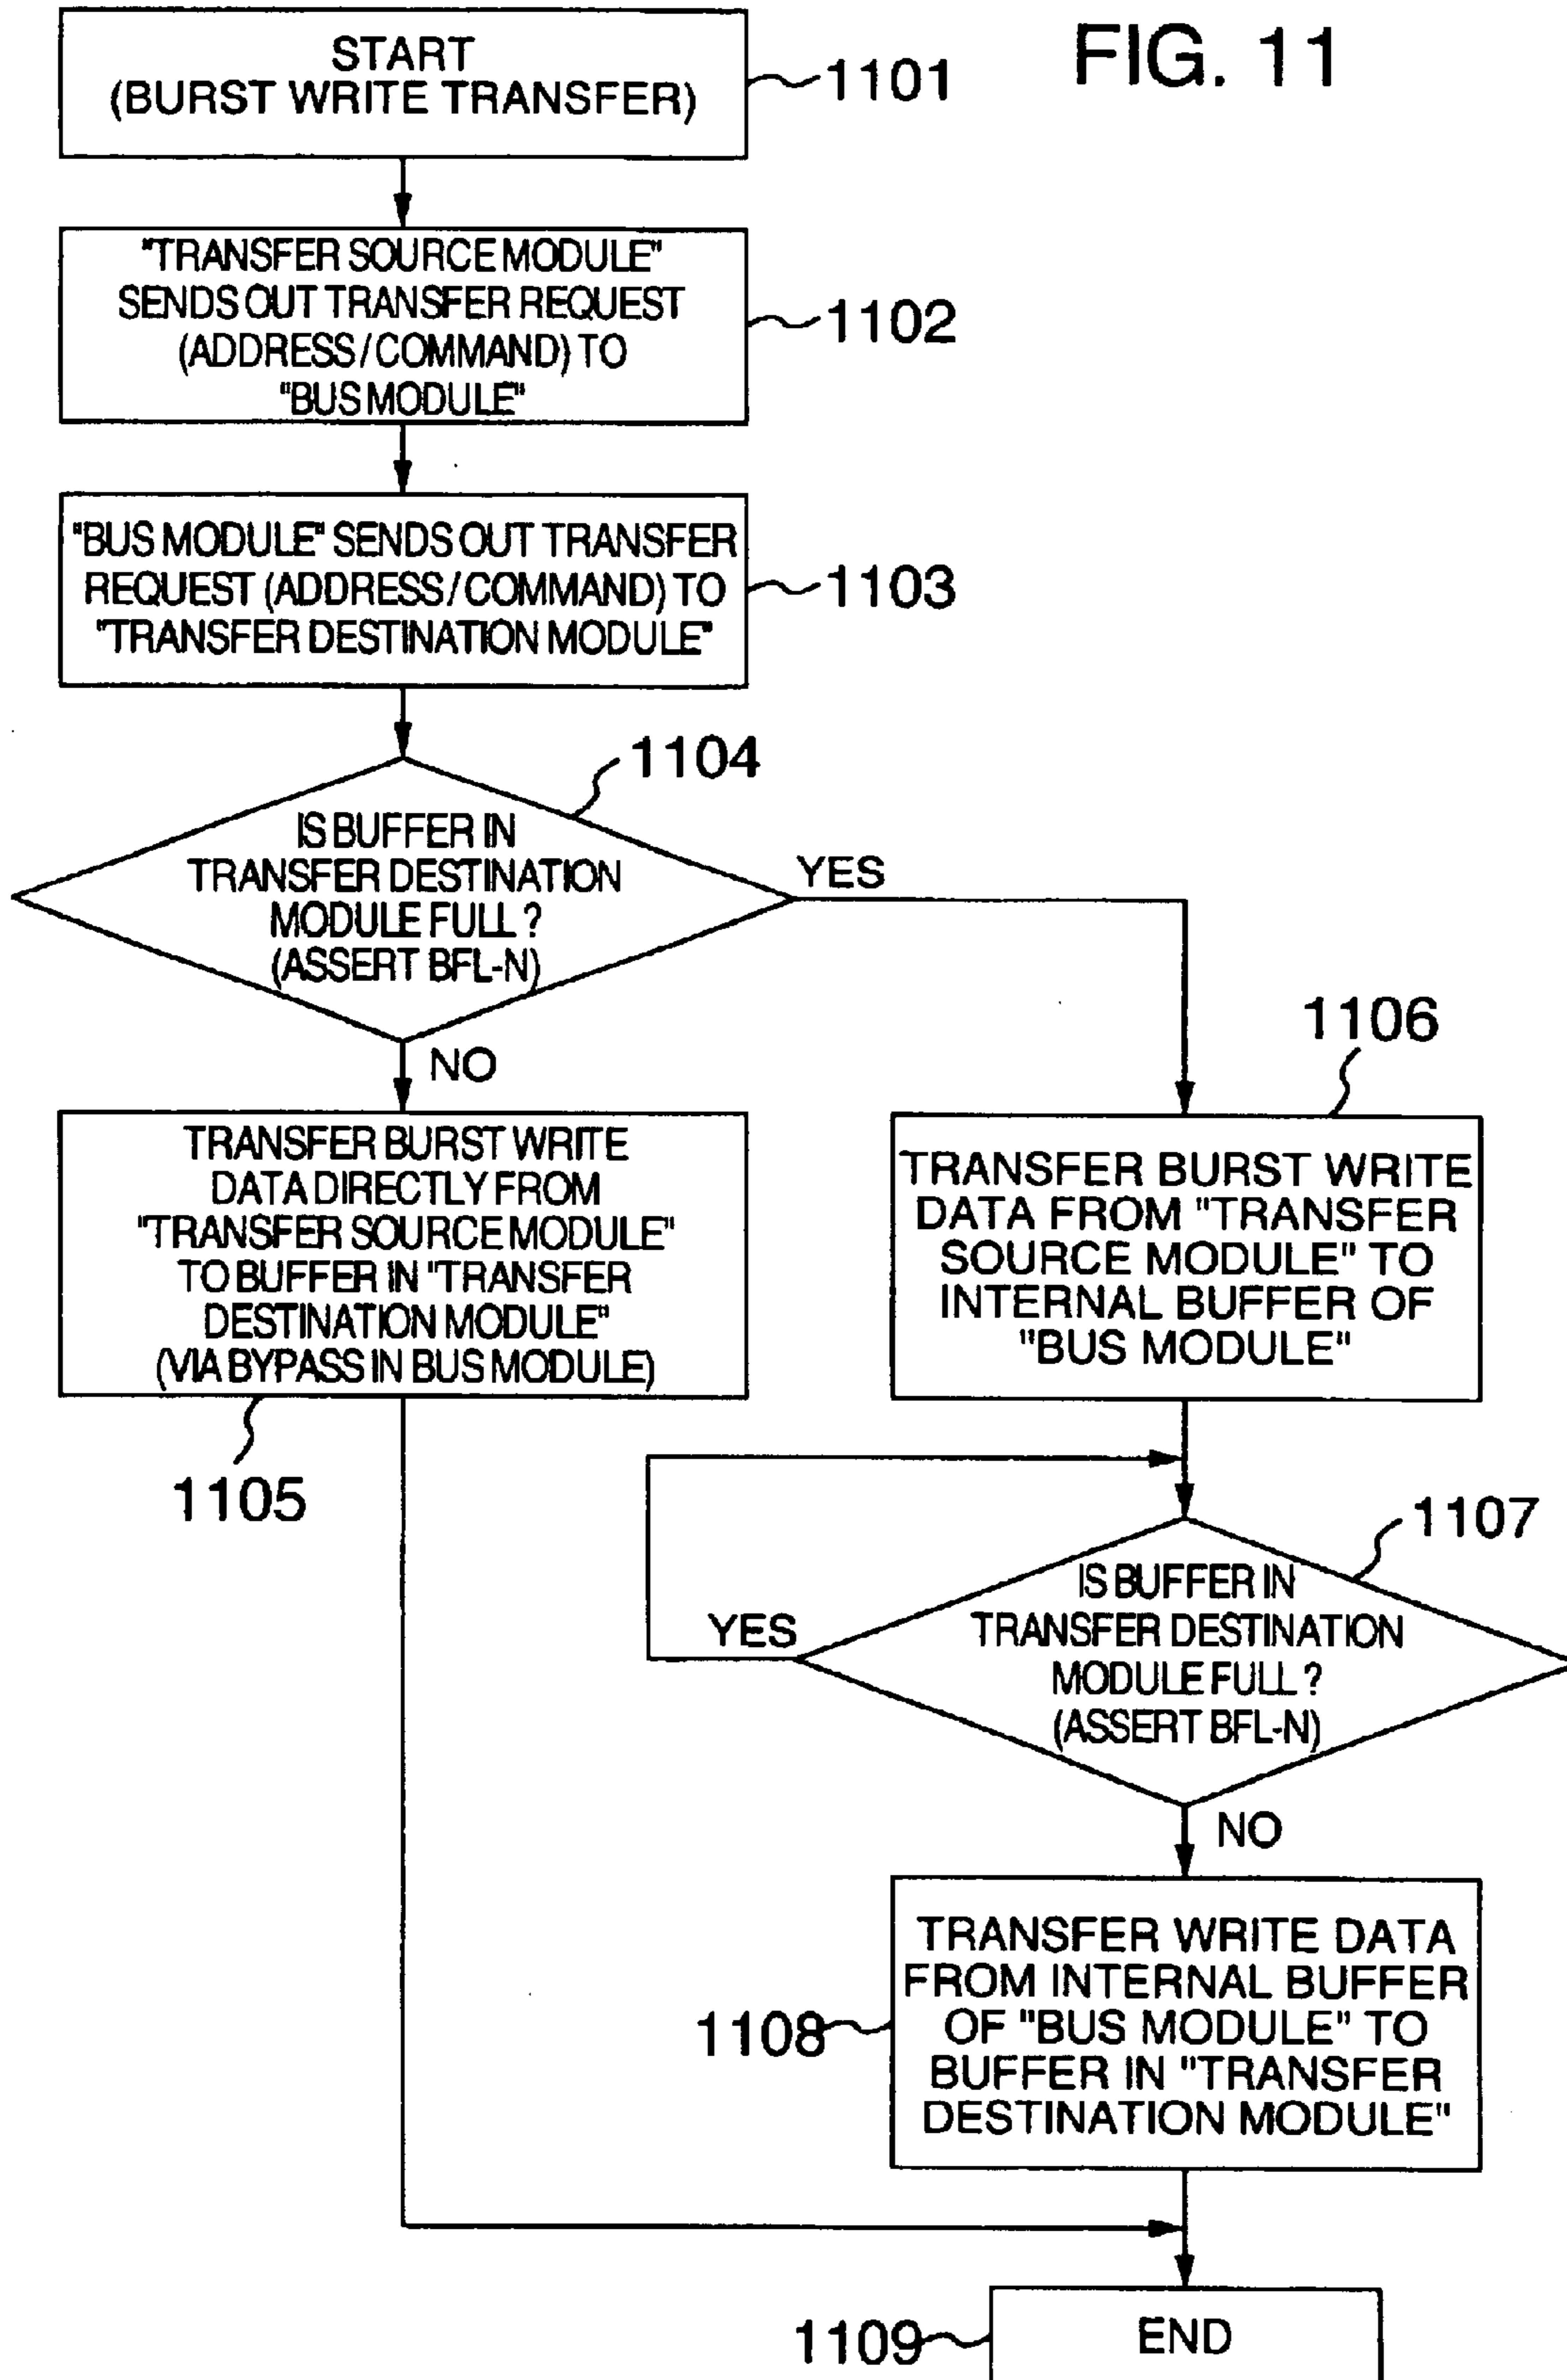 FIG. 11
START
(BURST WRITE TRANSFER)
1101
"TRANSFER SOURCE MODULE"
SENDS OUT TRANSFER REQUEST
(ADDRESS/COMMAND) TO
"BUS MODULE"
1102
"BUS MODULE" SENDS OUT TRANSFER
REQUEST (ADDRESS/COMMAND) TO
"TRANSFER DESTINATION MODULE"
1103
1104
IS BUFFER IN
TRANSFER DESTINATION
MODULE FULL?
(ASSERT BFL-N)
YES
NO
TRANSFER BURST WRITE
DATA DIRECTLY FROM
"TRANSFER SOURCE MODULE"
TO BUFFER IN "TRANSFER
DESTINATION MODULE"
(VIA BYPASS IN BUS MODULE)
1105
1106
TRANSFER BURST WRITE
DATA FROM "TRANSFER
SOURCE MODULE" TO
INTERNAL BUFFER OF
"BUS MODULE"
1107
IS BUFFER IN
TRANSFER DESTINATION
MODULE FULL?
(ASSERT BFL-N)
YES
NO
TRANSFER WRITE DATA
FROM INTERNAL BUFFER
OF "BUS MODULE" TO
BUFFER IN "TRANSFER
DESTINATION MODULE"
1108
END
1109